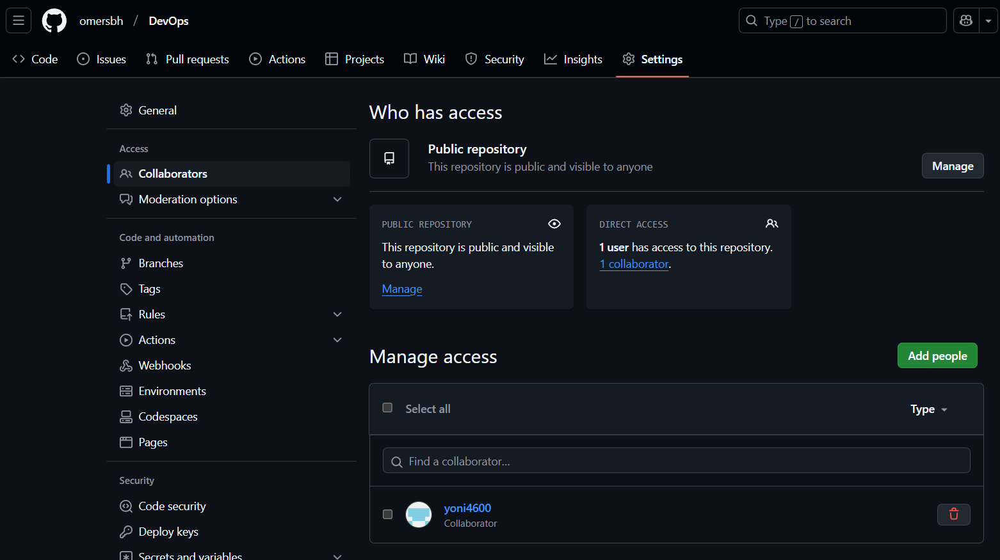 omersbh / DevOps
Type / to search
Code
Issues
Pull requests
Actions
Projects
Wiki
Security
Insights
Settings
General
Access
Collaborators
Moderation options
Code and automation
Branches
Tags
Rules
Actions
Webhooks
Environments
Codespaces
Pages
Security
Code security
Deploy keys
Secrets and variables
Who has access
Public repository
This repository is public and visible to anyone
Manage
PUBLIC REPOSITORY
This repository is public and visible
to anyone.
Manage
DIRECT ACCESS
1 user has access to this repository.
1 collaborator.
Manage access
Add people
Select all
Type
Find a collaborator...
yoni4600
Collaborator